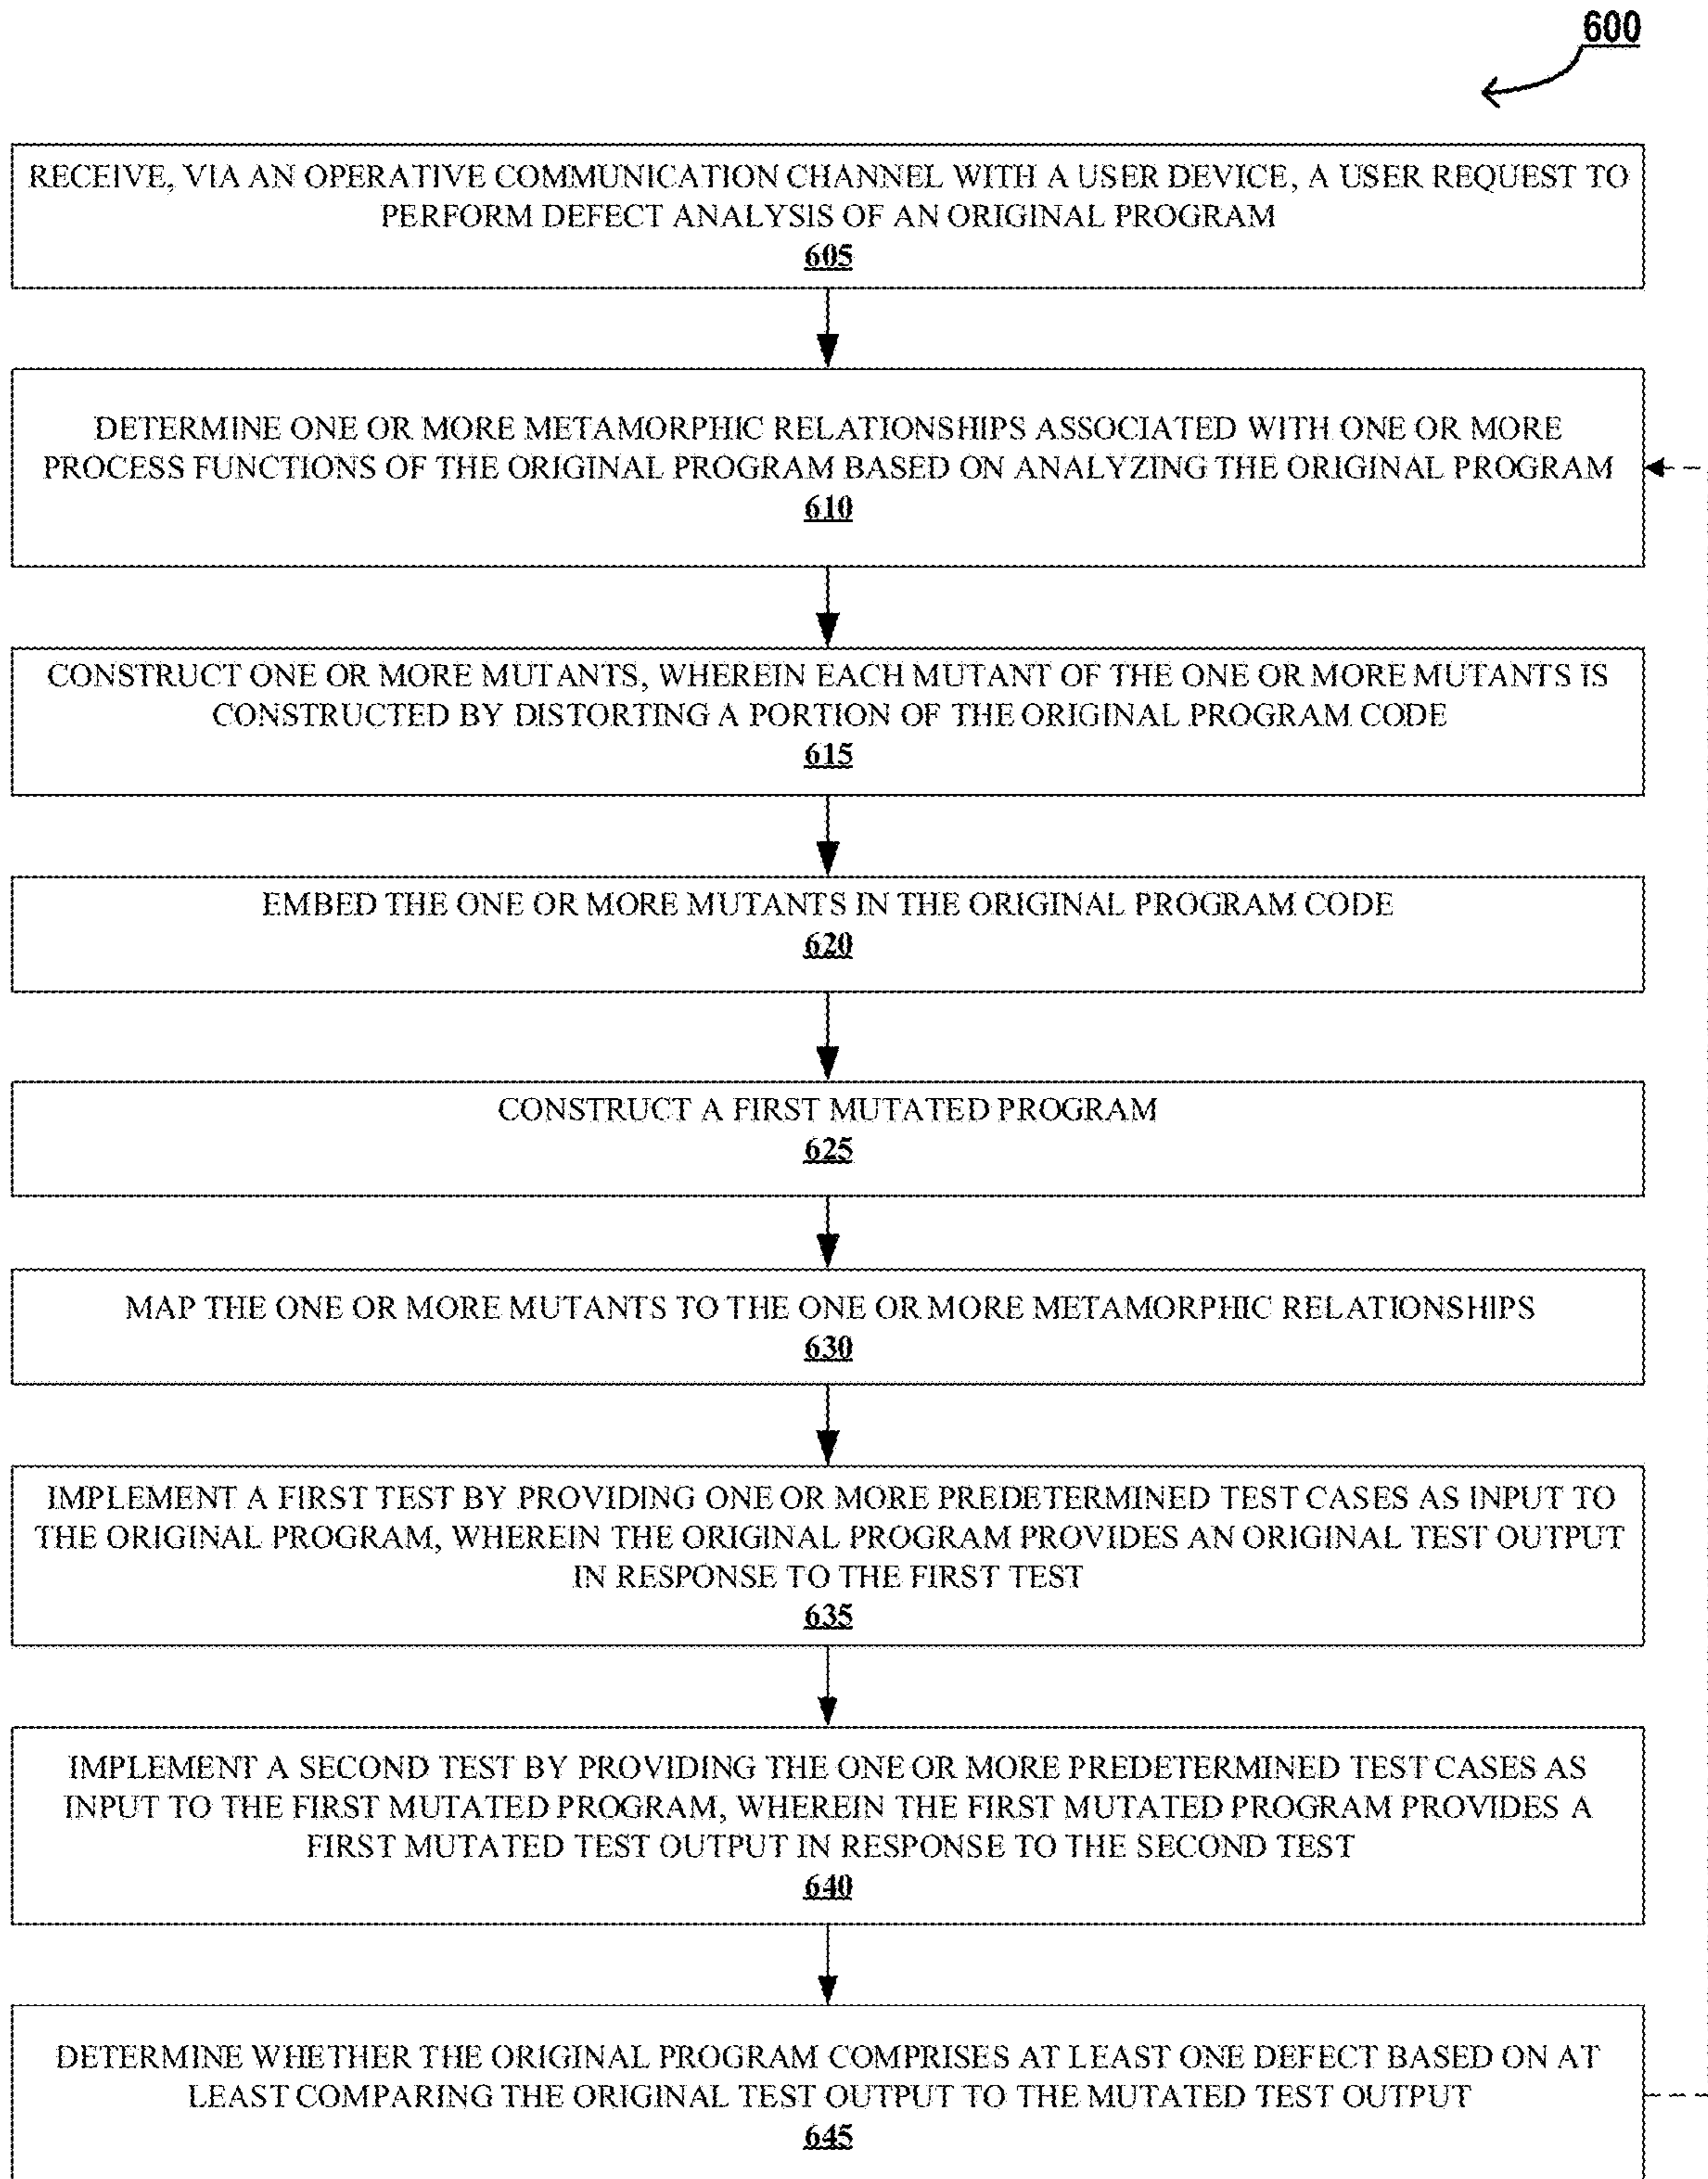 600
RECEIVE, VIA AN OPERATIVE COMMUNICATION CHANNEL WITH A USER DEVICE, A USER REQUEST TO
PERFORM DEFECT ANALYSIS OF AN ORIGINAL PROGRAM
605
DETERMINE ONE OR MORE METAMORPHIC RELATIONSHIPS ASSOCIATED WITH ONE OR MORE
PROCESS FUNCTIONS OF THE ORIGINAL PROGRAM BASED ON ANALYZING THE ORIGINAL PROGRAM
610
CONSTRUCT ONE OR MORE MUTANTS, WHEREIN EACH MUTANT OF THE ONE OR MORE MUTANTS IS
CONSTRUCTED BY DISTORTING A PORTION OF THE ORIGINAL PROGRAM CODE
615
EMBED THE ONE OR MORE MUTANTS IN THE ORIGINAL PROGRAM CODE
620
CONSTRUCT A FIRST MUTATED PROGRAM
625
MAP THE ONE OR MORE MUTANTS TO THE ONE OR MORE METAMORPHIC RELATIONSHIPS
630
IMPLEMENT A FIRST TEST BY PROVIDING ONE OR MORE PREDETERMINED TEST CASES AS INPUT TO
THE ORIGINAL PROGRAM, WHEREIN THE ORIGINAL PROGRAM PROVIDES AN ORIGINAL TEST OUTPUT
IN RESPONSE TO THE FIRST TEST
635
IMPLEMENT A SECOND TEST BY PROVIDING THE ONE OR MORE PREDETERMINED TEST CASES AS
INPUT TO THE FIRST MUTATED PROGRAM, WHEREIN THE FIRST MUTATED PROGRAM PROVIDES A
FIRST MUTATED TEST OUTPUT IN RESPONSE TO THE SECOND TEST
640
DETERMINE WHETHER THE ORIGINAL PROGRAM COMPRISES AT LEAST ONE DEFECT BASED ON AT
LEAST COMPARING THE ORIGINAL TEST OUTPUT TO THE MUTATED TEST OUTPUT
645